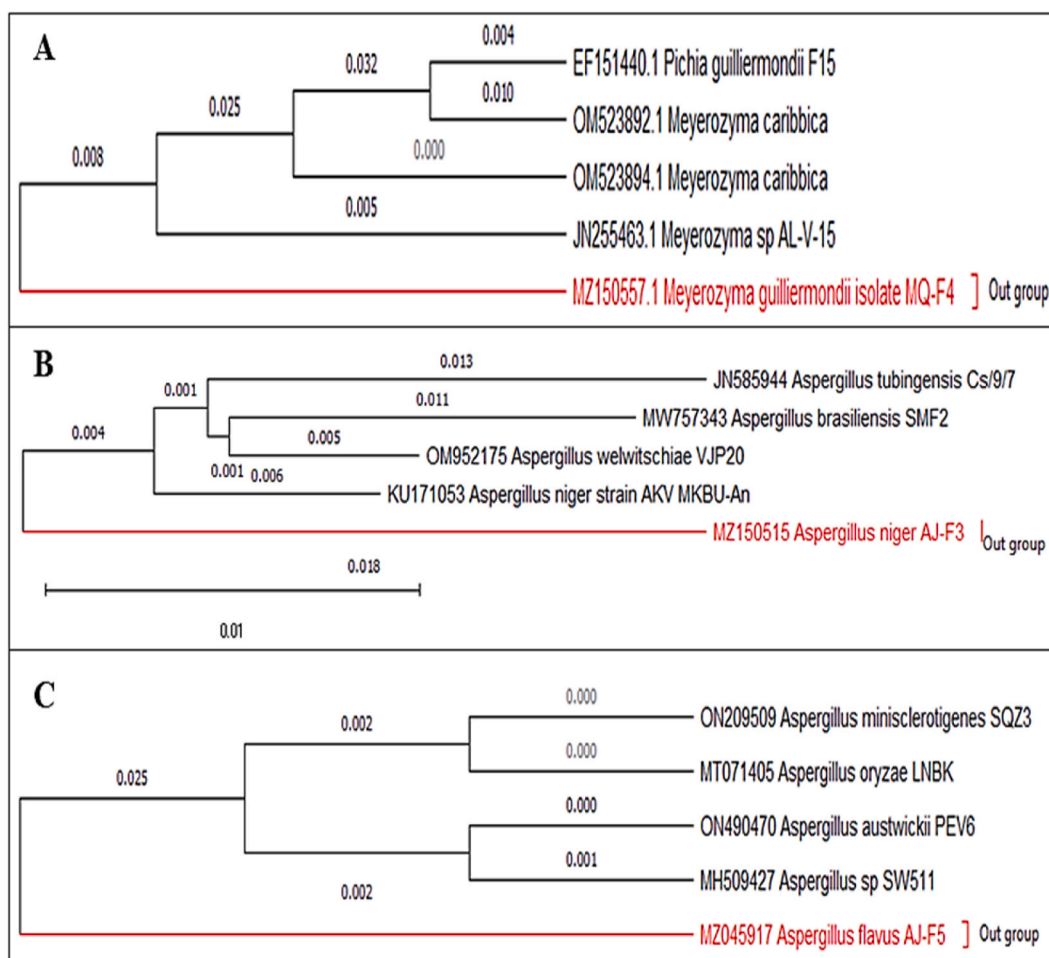 A
0.004
EF151440.1 Pichia guilliermondii F15
0.032
0.010
OM523892.1 Meyerozyma caribbica
0.025
0.000
OM523894.1 Meyerozyma caribbica
0.008
0.005
JN255463.1 Meyerozyma sp AL-V-15
MZ150557.1 Meyerozyma guilliermondii isolate MQ-F4 Out group
B
0.013
JN585944 Aspergillus tubingensis Cs/9/7
0.001
0.011
MW757343 Aspergillus brasiliensis SMF2
0.004
0.005
OM952175 Aspergillus welwitschiae VJP20
0.001 0.006
KU171053 Aspergillus niger strain AKV MKBU-An
MZ150515 Aspergillus niger AJ-F3 Out group
0.018
0.01
C
0.000
ON209509 Aspergillus minisclerotigenes SQZ3
0.002
0.000
MT071405 Aspergillus oryzae LNBK
0.025
0.000
ON490470 Aspergillus austwickii PEV6
0.001
MH509427 Aspergillus sp SW511
0.002
MZ045917 Aspergillus flavus AJ-F5 Out group